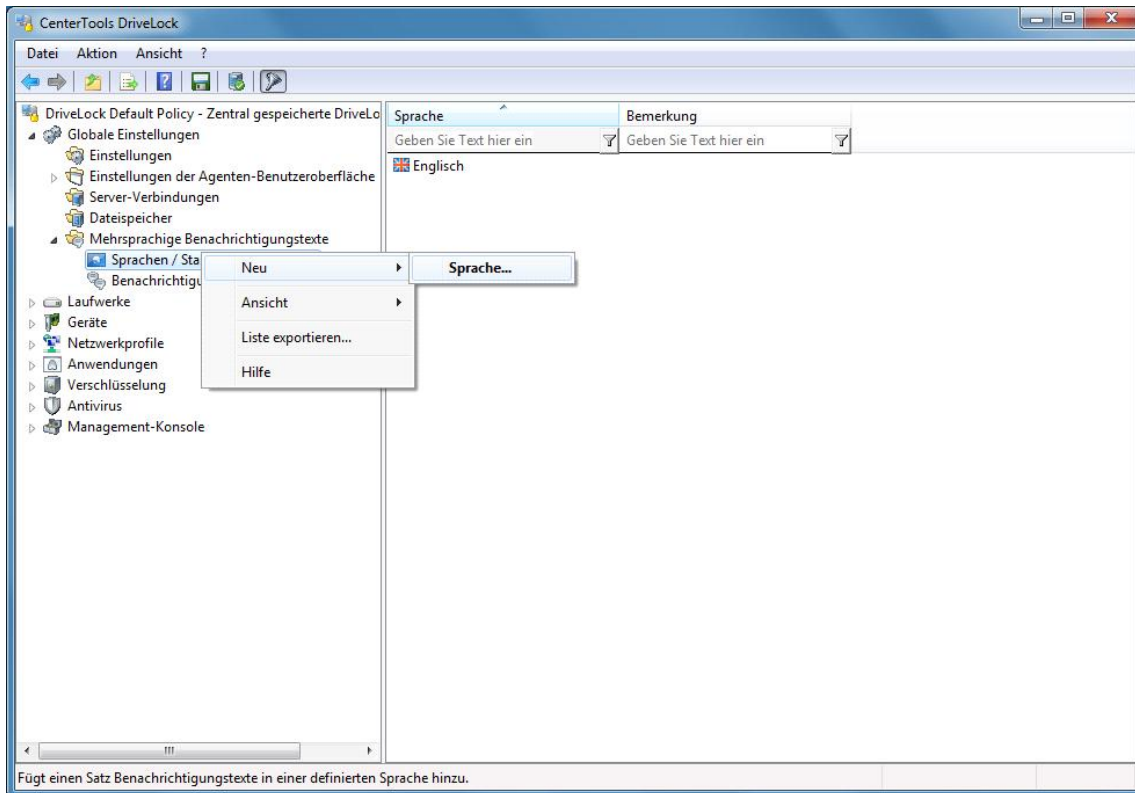 CenterTools DriveLock
Datei Aktion Ansicht ?
DriveLock Default Policy - Zentral gespeicherte DriveLo
Globale Einstellungen
Einstellungen
Einstellungen der Agenten-Benutzeroberfläche
Server-Verbindungen
Dateispeicher
Mehrsprachige Benachrichtigungstexte
Sprachen / Sta
Benachrichtigu
Laufwerke
Geräte
Netzwerkprofile
Anwendungen
Verschlüsselung
Antivirus
Management-Konsole
Neu
Ansicht
Liste exportieren...
Hilfe
Sprache...
Sprache Bemerkung
Geben Sie Text hier ein Geben Sie Text hier ein
Englisch
Fügt einen Satz Benachrichtigungstexte in einer definierten Sprache hinzu.